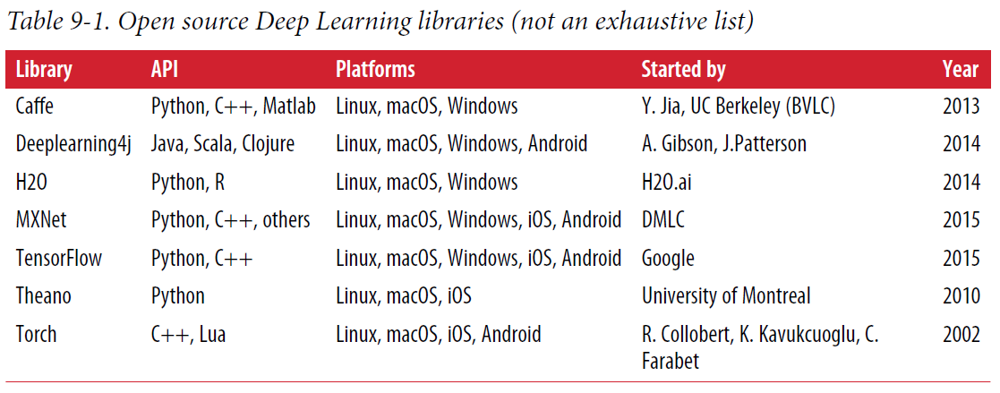 Table 9-1. Open source Deep Learning libraries (not an exhaustive list)
Library API Platforms Started by Year
Caffe Python, C++, Matlab Linux, macOS, Windows Y. Jia, UC Berkeley (BVLC) 2013
Deeplearning4j Java, Scala, Clojure Linux, macOS, Windows, Android A. Gibson, J.Patterson 2014
H2O Python, R Linux, macOS, Windows H2O.ai 2014
MXNet Python, C++, others Linux, macOS, Windows, iOS, Android DMLC 2015
TensorFlow Python, C++ Linux, macOS, Windows, iOS, Android Google 2015
Theano Python Linux, macOS, iOS University of Montreal 2010
Torch C++, Lua Linux, macOS, iOS, Android R. Collobert, K. Kavukcuoglu, C. 2002
Farabet